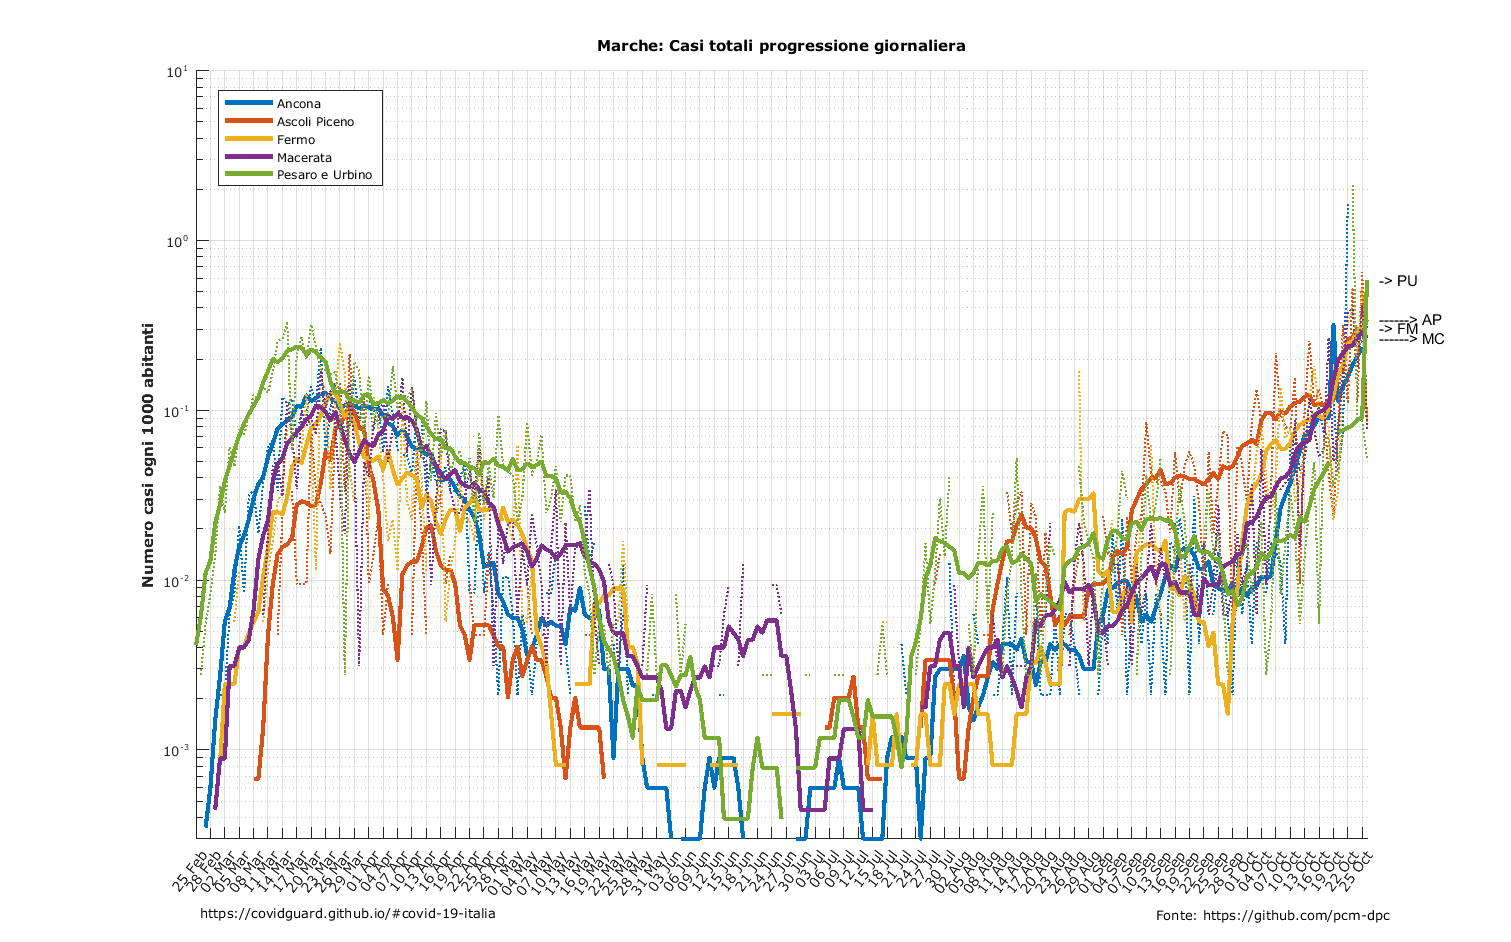 Marche: Casi totali progressione giornaliera
10¹
10⁰
10⁻¹
10⁻²
10⁻³
Numero casi ogni 1000 abitanti
Ancona
Ascoli Piceno
Fermo
Macerata
Pesaro e Urbino
-> PU
------> AP
-> FM
------> MC
25 Feb
28 Feb
02 Mar
05 Mar
08 Mar
11 Mar
14 Mar
17 Mar
20 Mar
23 Mar
26 Mar
29 Mar
01 Apr
04 Apr
07 Apr
10 Apr
13 Apr
16 Apr
19 Apr
22 Apr
25 Apr
28 Apr
01 May
04 May
07 May
10 May
13 May
16 May
19 May
22 May
25 May
28 May
31 May
03 Jun
06 Jun
09 Jun
12 Jun
15 Jun
18 Jun
21 Jun
24 Jun
27 Jun
30 Jun
03 Jul
06 Jul
09 Jul
12 Jul
15 Jul
18 Jul
21 Jul
24 Jul
27 Jul
30 Jul
02 Aug
05 Aug
08 Aug
11 Aug
14 Aug
17 Aug
20 Aug
23 Aug
26 Aug
29 Aug
01 Sep
04 Sep
07 Sep
10 Sep
13 Sep
16 Sep
19 Sep
22 Sep
25 Sep
28 Sep
01 Oct
04 Oct
07 Oct
10 Oct
13 Oct
16 Oct
19 Oct
22 Oct
25 Oct
https://covidguard.github.io/#covid-19-italia
Fonte: https://github.com/pcm-dpc